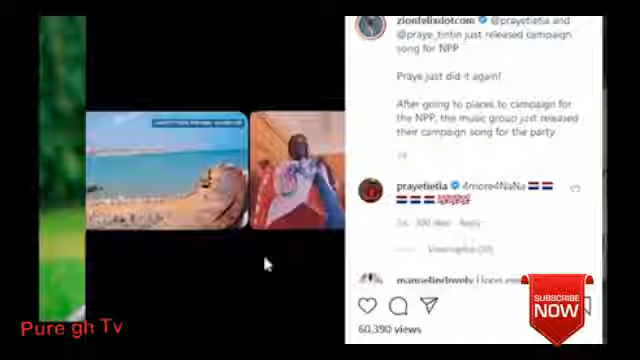 zionfelixdotcom @prayetietia and
@praye_tintin just released campaign
song for NPP
Praye just did it again!
After going to places to campaign for
the NPP, the music group just released
their campaign song for the party
prayetietia 4more4NaNa
60,390 views
Pure gh Tv
SUBSCRIBE
NOW